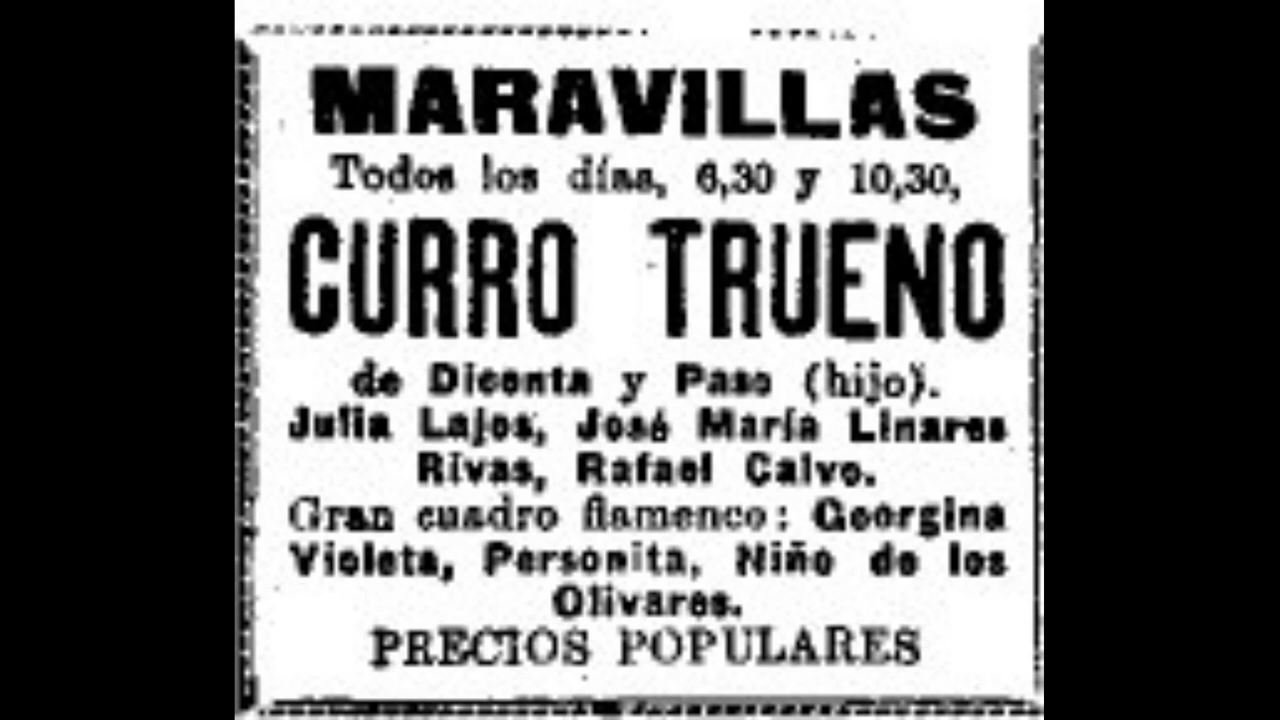 MARAVILLAS
Todos los días, 6,30 y 10,30,
CURRO TRUENO
de Dicenta y Paso (hijo).
Julia Lajos, José María Linares
Rivas, Rafael Calvo.
Gran cuadro flamenco: Georgina
Violeta, Personita, Niño de los
Olivares.
PRECIOS POPULARES